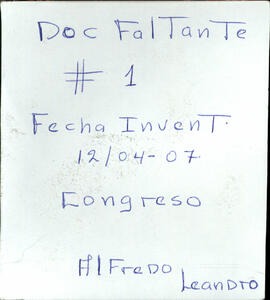 Doc FalTanTe
# 1
Fecha InvenT.
12/04-07
Congreso
AlFredo Leandro